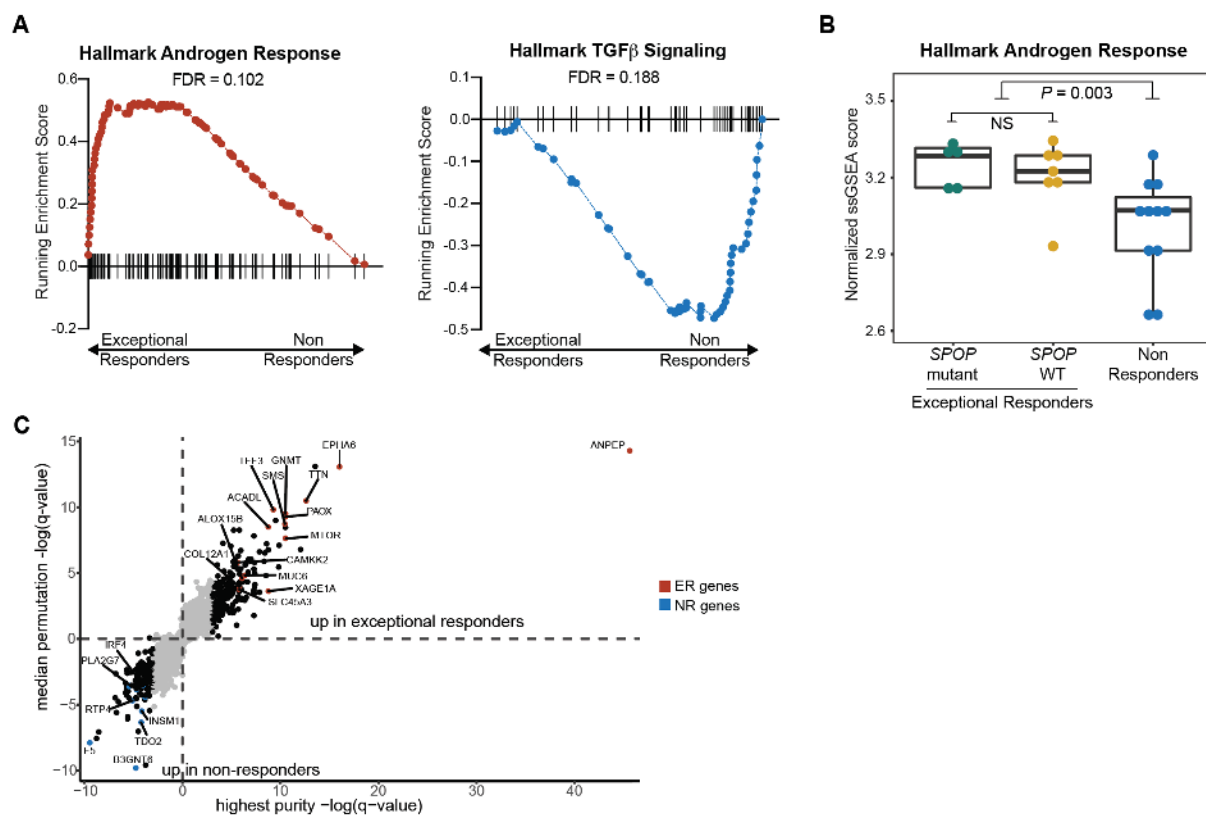 A
Hallmark Androgen Response
FDR = 0.102
Running Enrichment Score
0.6
0.4
0.2
0.0
-0.2
Exceptional Responders
Non Responders
Hallmark TGFβ Signaling
FDR = 0.188
Running Enrichment Score
0.1
0.0
-0.1
-0.2
-0.3
-0.4
-0.5
Exceptional Responders
Non Responders
B
Hallmark Androgen Response
P = 0.003
NS
Normalized ssGSEA score
3.5
3.2
2.9
2.6
SPOP mutant
SPOP WT
Non Responders
Exceptional Responders
C
median permutation -log(q-value)
15
10
5
0
−5
−10
EPHA6
ANPEP
TFF3
GNMT
SMS
TTN
ACADL
PAOX
ALOX15B
MTOR
COL12A1
CAMKK2
MUC6
XAGE1A
SLC45A3
up in exceptional responders
IRF4
PLA2G7
RTP4
INSM1
TDO2
F5
B3GNT6
up in non-responders
−10
0
10
20
30
40
highest purity −log(q−value)
ER genes
NR genes